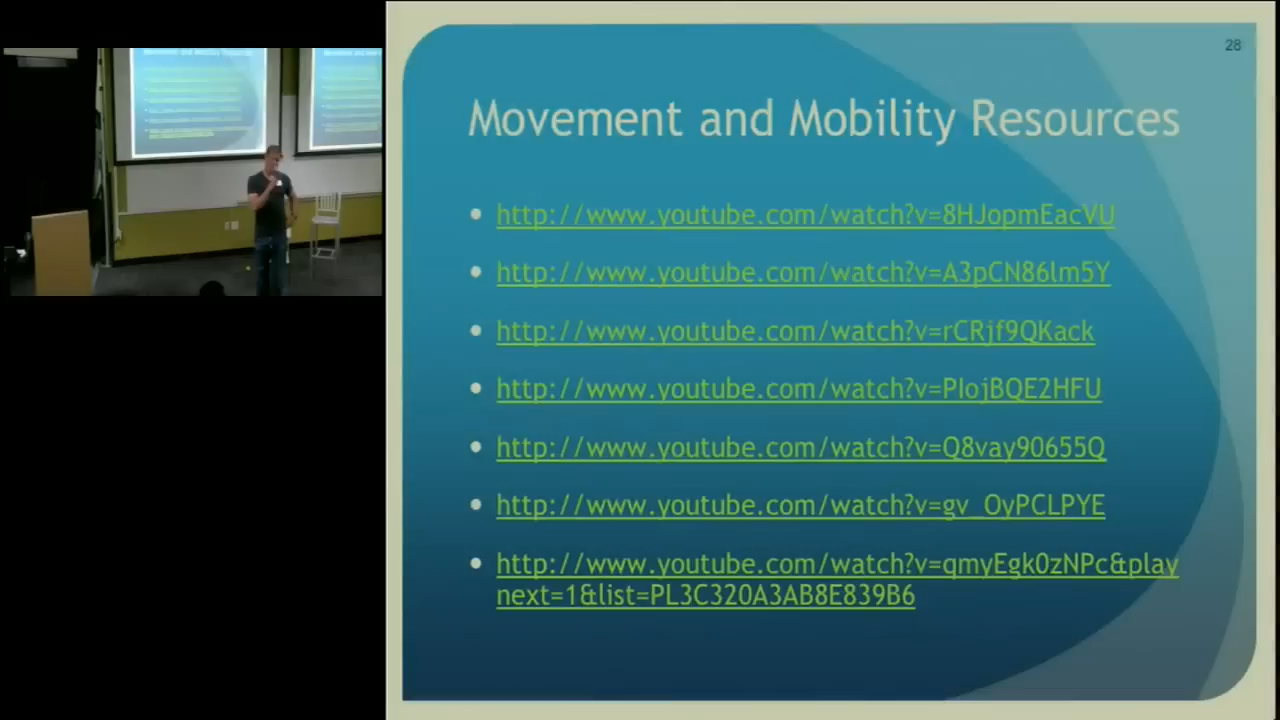 28
Movement and Mobility Resources
http://www.youtube.com/watch?v=8HJopmEacVU
http://www.youtube.com/watch?v=A3pCN86lm5Y
http://www.youtube.com/watch?v=rCRjf9QKack
http://www.youtube.com/watch?v=PIojBQE2HFU
http://www.youtube.com/watch?v=Q8vay90655Q
http://www.youtube.com/watch?v=gv_OyPCLPYE
http://www.youtube.com/watch?v=qmyEgk0zNPc&play
next=1&list=PL3C320A3AB8E839B6